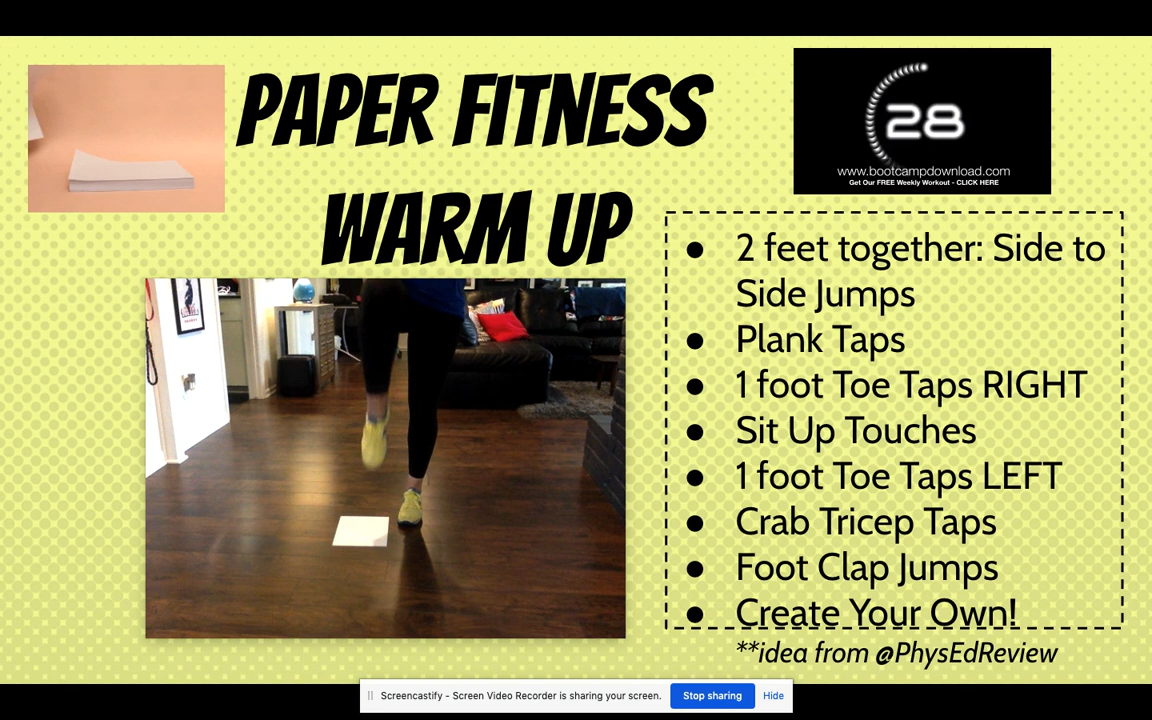 PAPER FITNESS
WARM UP
28
www.bootcampdownload.com
Get Our FREE Weekly Workout - CLICK HERE
● 2 feet together: Side to
Side Jumps
● Plank Taps
● 1 foot Toe Taps RIGHT
● Sit Up Touches
● 1 foot Toe Taps LEFT
● Crab Tricep Taps
● Foot Clap Jumps
● Create Your Own!
**idea from @PhysEdReview
Screencastify - Screen Video Recorder is sharing your screen.
Stop sharing
Hide